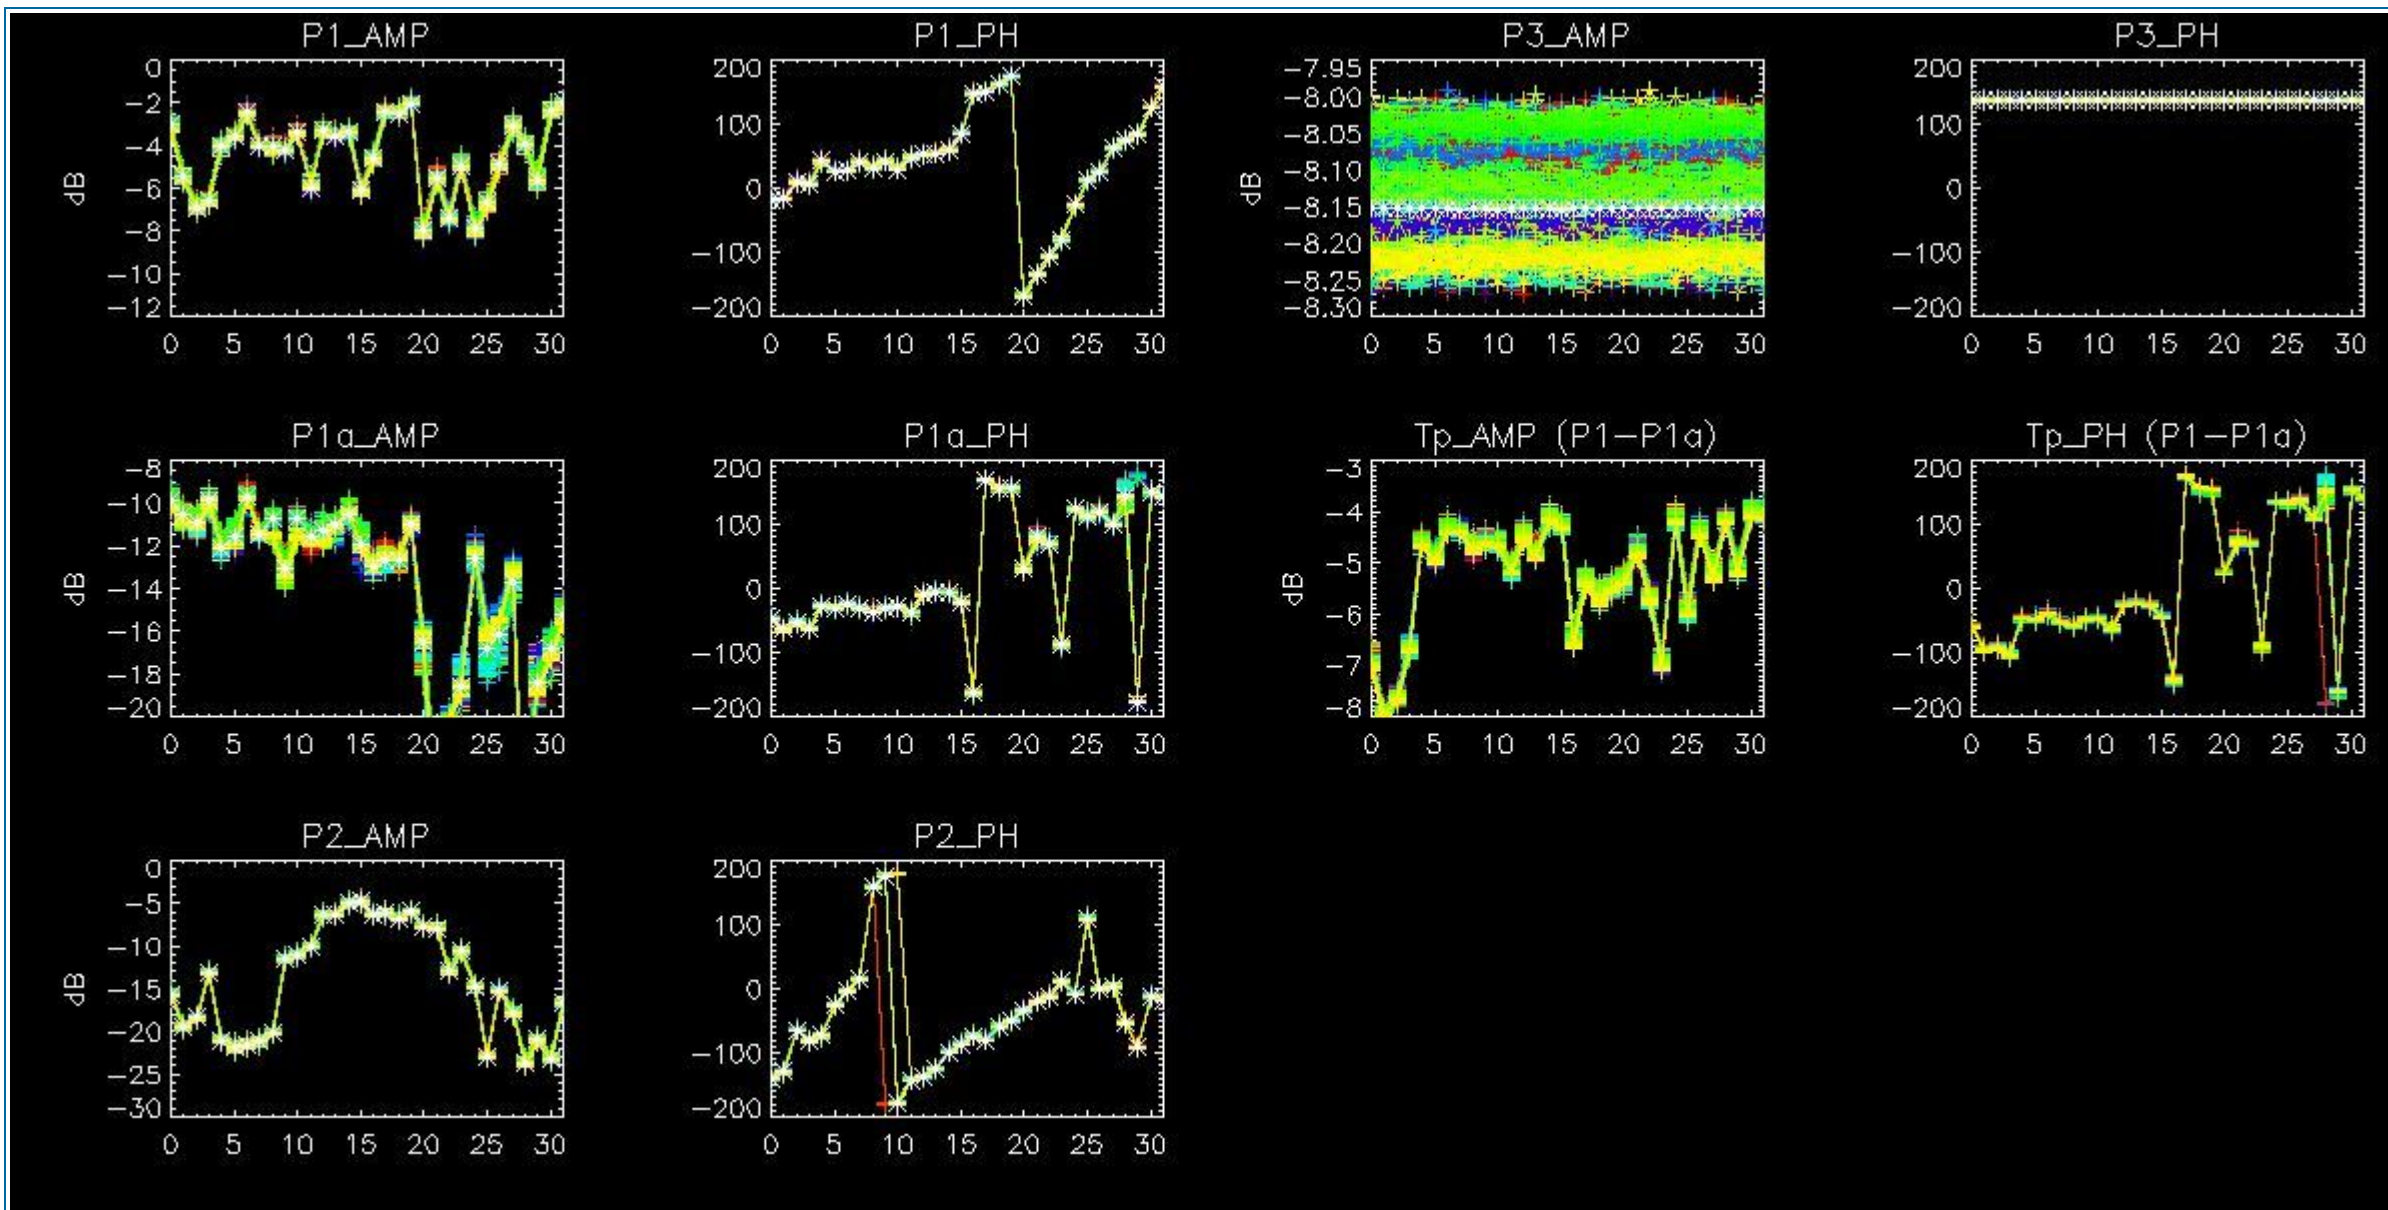 P1_AMP
0
−2
−4
−6
−8
−10
−12
dB
0 5 10 15 20 25 30
P1_PH
200
100
0
−100
−200
0 5 10 15 20 25 30
P3_AMP
−7.95
−8.00
−8.05
−8.10
−8.15
−8.20
−8.25
−8.30
dB
0 5 10 15 20 25 30
P3_PH
200
100
0
−100
−200
0 5 10 15 20 25 30
P1a_AMP
−8
−10
−12
−14
−16
−18
−20
dB
0 5 10 15 20 25 30
P1a_PH
200
100
0
−100
−200
0 5 10 15 20 25 30
Tp_AMP (P1−P1a)
−3
−4
−5
−6
−7
−8
dB
0 5 10 15 20 25 30
Tp_PH (P1−P1a)
200
100
0
−100
−200
0 5 10 15 20 25 30
P2_AMP
0
−5
−10
−15
−20
−25
−30
dB
0 5 10 15 20 25 30
P2_PH
200
100
0
−100
−200
0 5 10 15 20 25 30